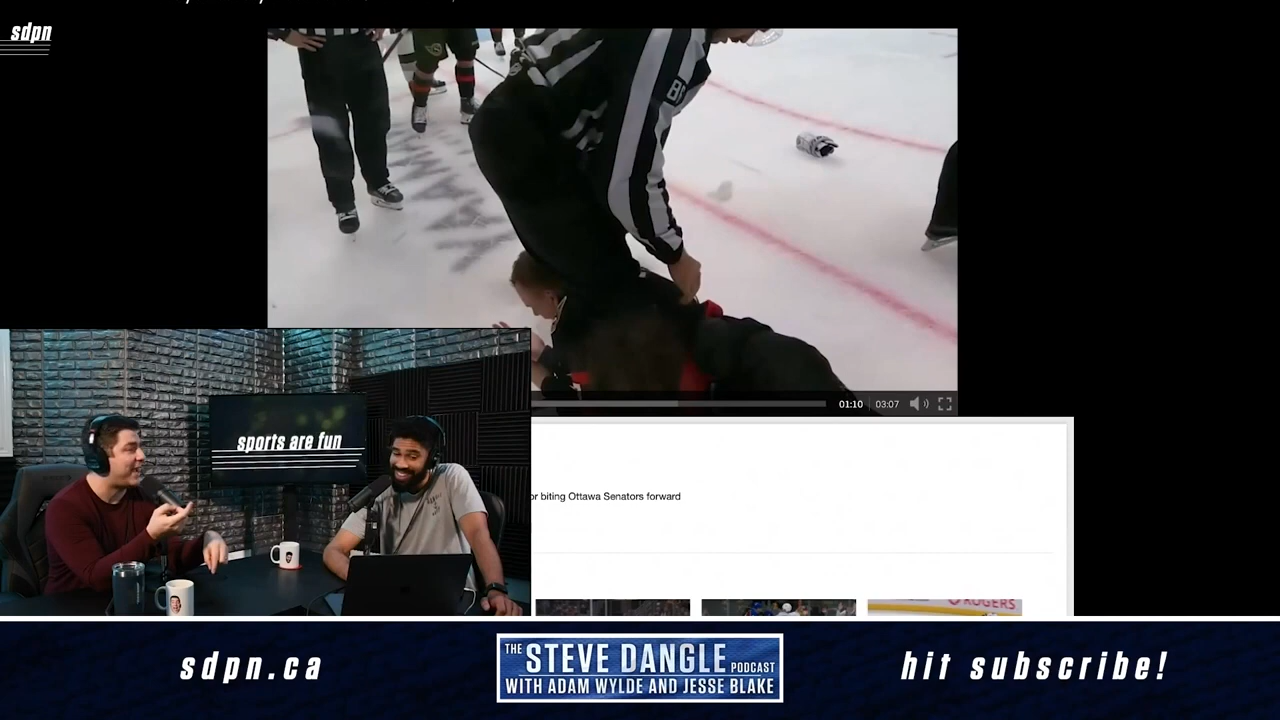 sdpn
01:10 03:07
sports are fun
or biting Ottawa Senators forward
ROGERS
sdpn.ca
THE STEVE DANGLE PODCAST
WITH ADAM WYLDE AND JESSE BLAKE
hit subscribe!